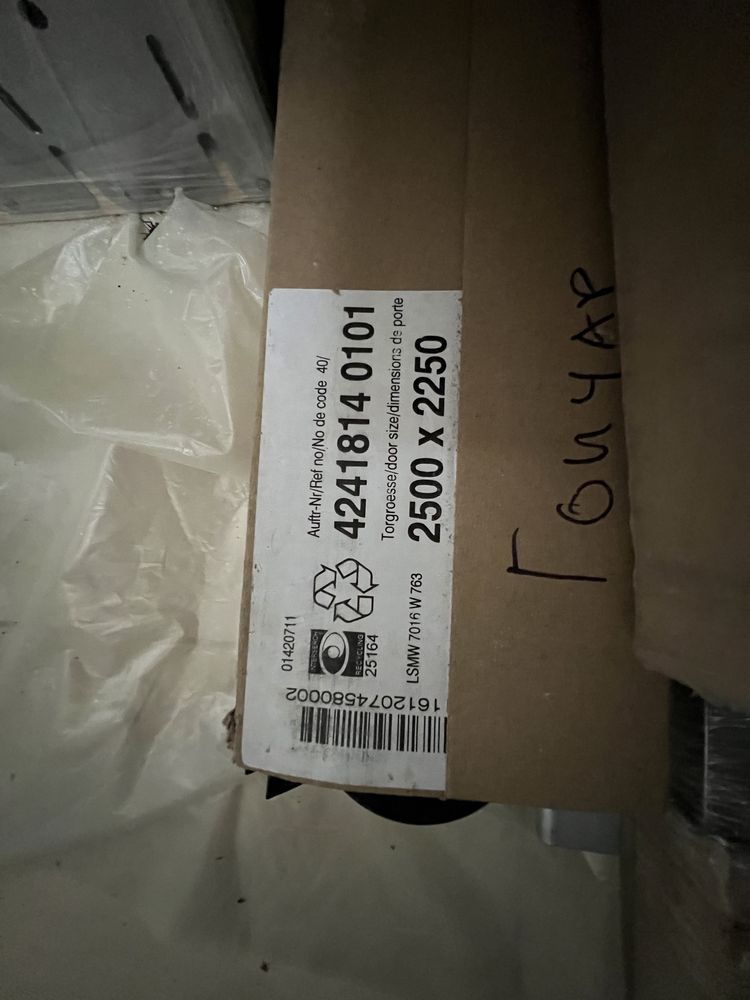 Auftr-Nr/Ref no/No de code 40/
4241814 0101
Torgroesse/door size/dimensions de porte
2500 x 2250
01420711
INTERSEROH
RECYCLING
25164
LSMW 7016 W 763
1612074580002
Гончар